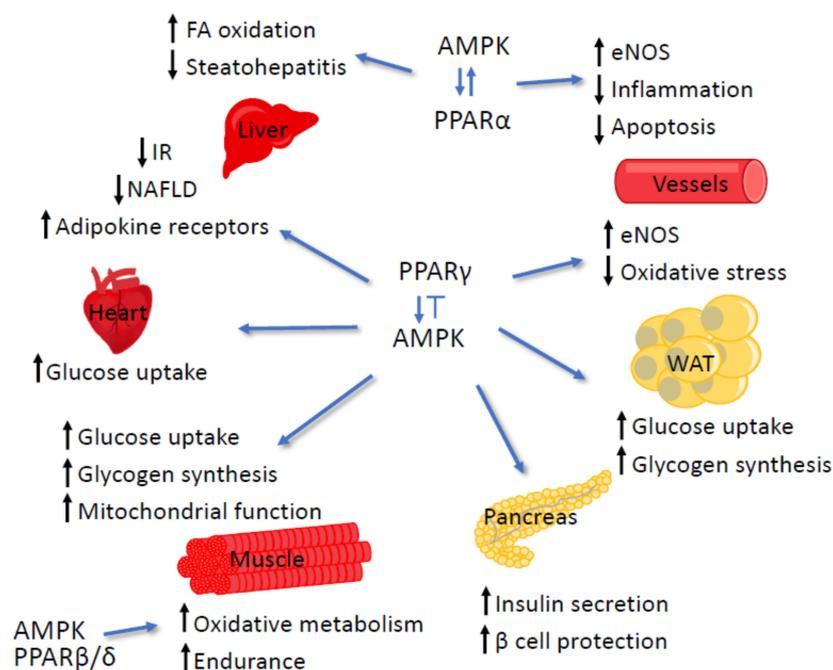 FA oxidation
Steatohepatitis
AMPK
PPARα
eNOS
Inflammation
Apoptosis
Liver
IR
NAFLD
Adipokine receptors
Vessels
eNOS
Oxidative stress
PPARγ
AMPK
Heart
Glucose uptake
WAT
Glucose uptake
Glycogen synthesis
Glucose uptake
Glycogen synthesis
Mitochondrial function
Muscle
Pancreas
Insulin secretion
β cell protection
AMPK
PPARβ/δ
Oxidative metabolism
Endurance